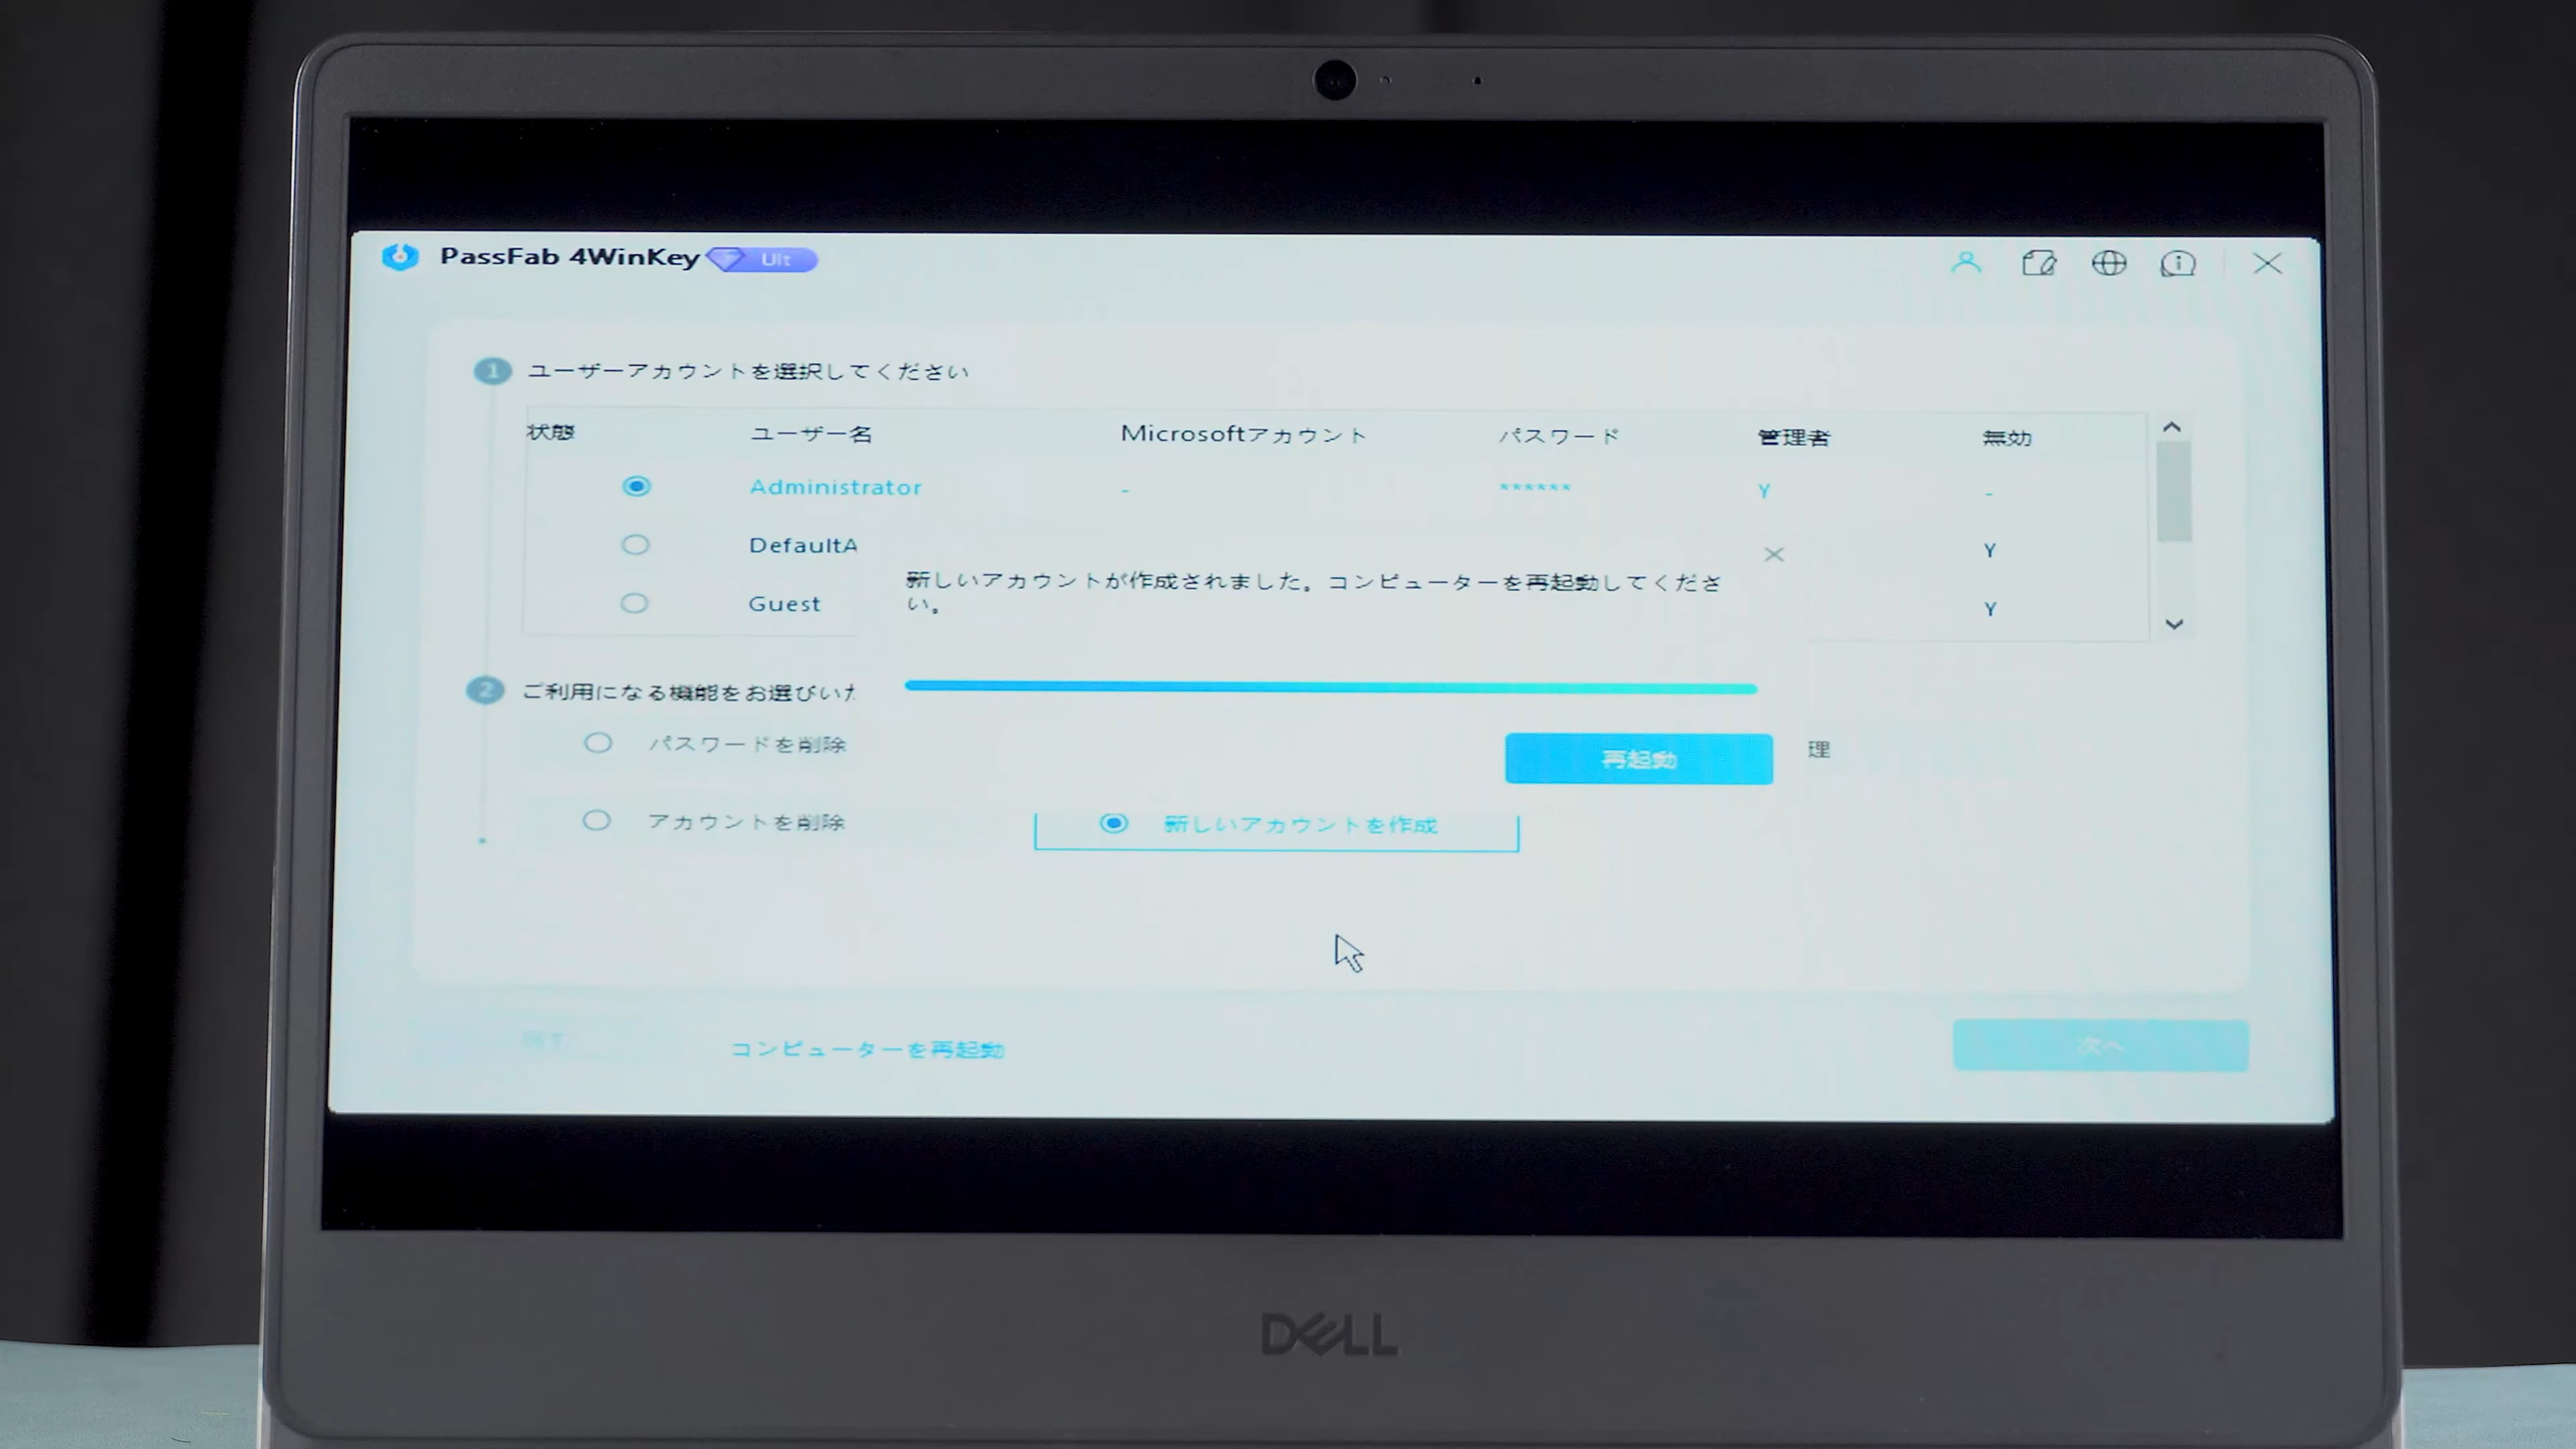 PassFab 4WinKey Ult
1 ユーザーアカウントを選択してください
状態 ユーザー名 Microsoftアカウント パスワード 管理者 無効
Administrator - ****** Y -
DefaultA Y
Guest Y
新しいアカウントが作成されました。コンピューターを再起動してくださ
い。
2 ご利用になる機能をお選びいた
パスワードを削除 理
再起動
アカウントを削除 新しいアカウントを作成
コンピューターを再起動 次へ
DELL